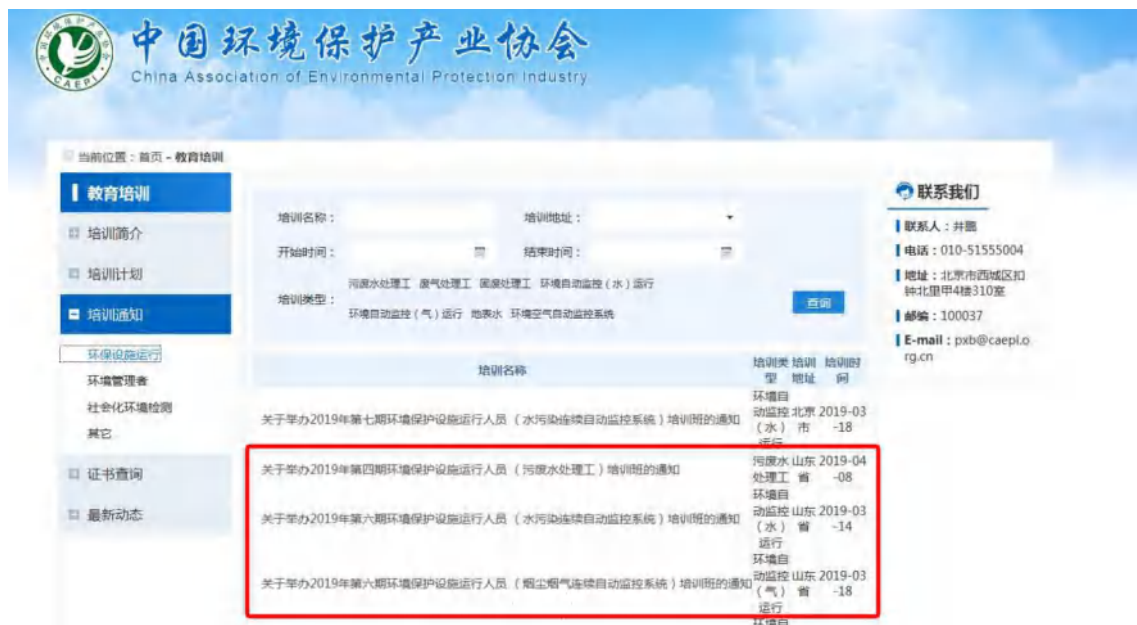 中国环境保护产业协会
China Association of Environmental Protection Industry
CAEPI
当前位置：首页 - 教育培训
教育培训
培训简介
培训计划
培训通知
环保设施运行
环境管理者
社会化环境检测
其它
证书查询
最新动态
培训名称：
培训地址：
开始时间：
结束时间：
培训类型：
污废水处理工 废气处理工 固废处理工 环境自动监控（水）运行
环境自动监控（气）运行 地表水 环境空气自动监控系统
查询
培训名称
培训类型
培训地址
培训时间
关于举办2019年第七期环境保护设施运行人员（水污染连续自动监控系统）培训班的通知
环境自动监控（水）运行
北京市
2019-03-18
关于举办2019年第四期环境保护设施运行人员（污废水处理工）培训班的通知
污废水处理工
山东省
2019-04-08
关于举办2019年第六期环境保护设施运行人员（水污染连续自动监控系统）培训班的通知
环境自动监控（水）运行
山东省
2019-03-14
关于举办2019年第六期环境保护设施运行人员（烟尘烟气连续自动监控系统）培训班的通知
环境自动监控（气）运行
山东省
2019-03-18
环境自
联系我们
联系人：井鹏
电话：010-51555004
地址：北京市西城区扣
钟北里甲4楼310室
邮编：100037
E-mail：pxb@caepi.o
rg.cn